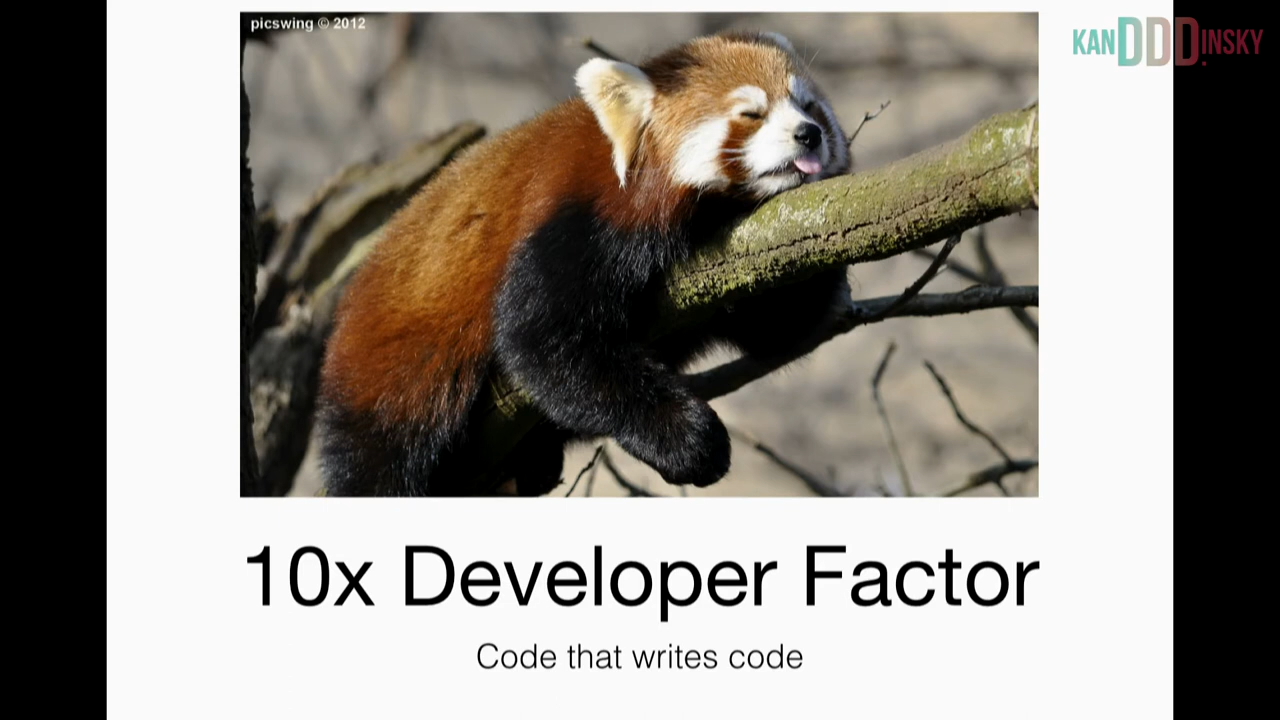 picswing © 2012
KANDDDINSKY
10x Developer Factor
Code that writes code